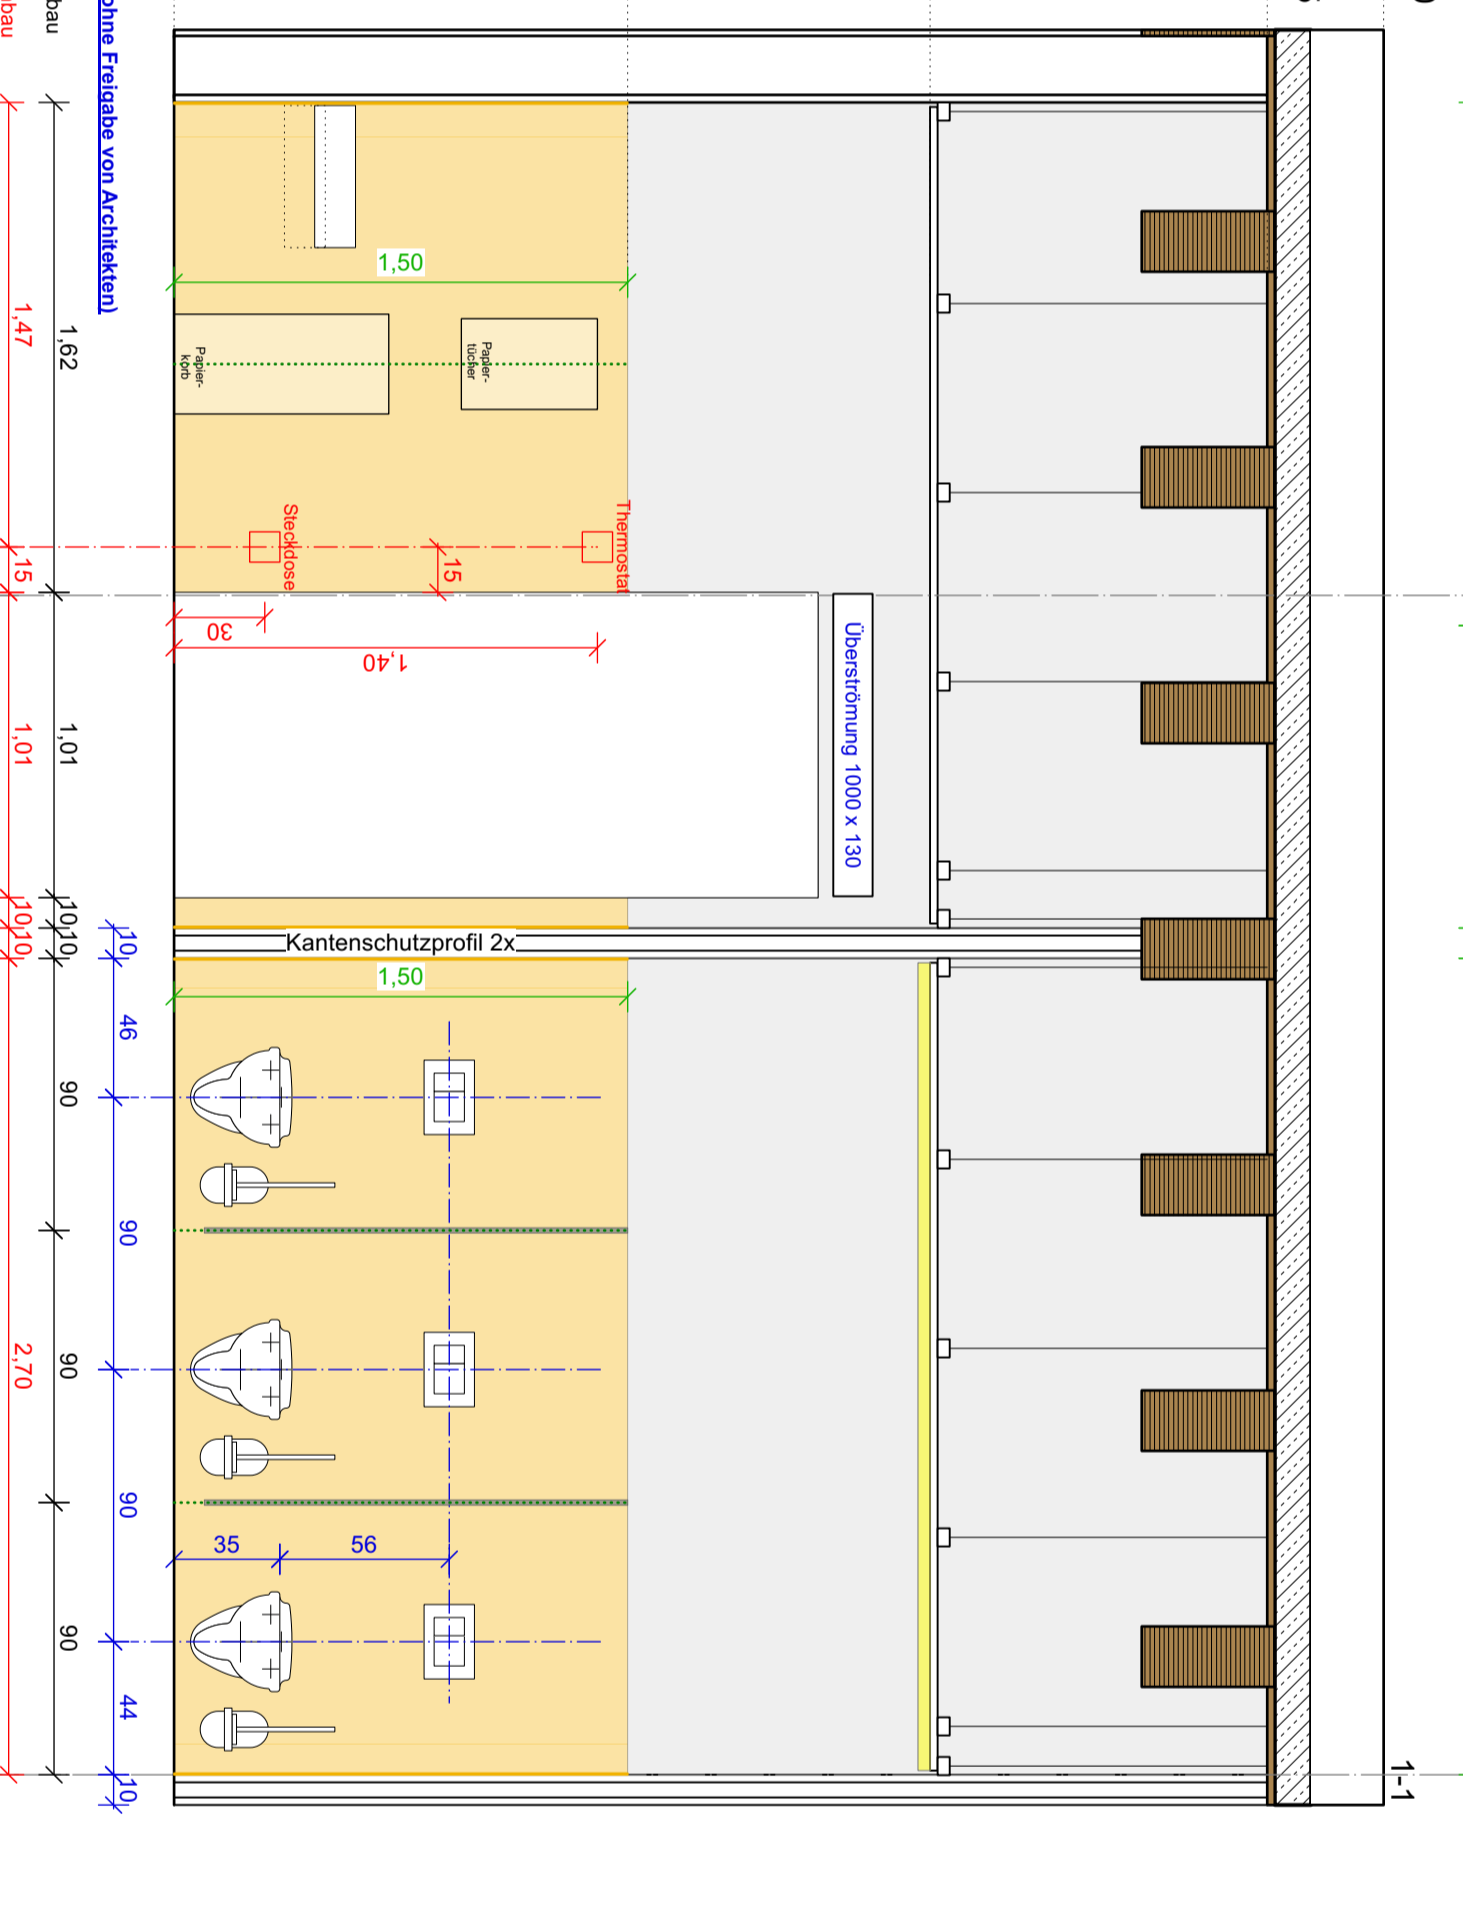 1-1
Überströmung 1000 x 130
Thermostat
Steckdose
Papier-
tücher
Papier-
korb
1,50
15
30
1,40
Kantenschutzprofil 2x
1,50
35
56
ohne Freigabe von Architekten)
10
46
90
90
44
10
bau
1,62
1,01
10
10
90
90
90
bau
1,47
15
1,01
10
10
2,70